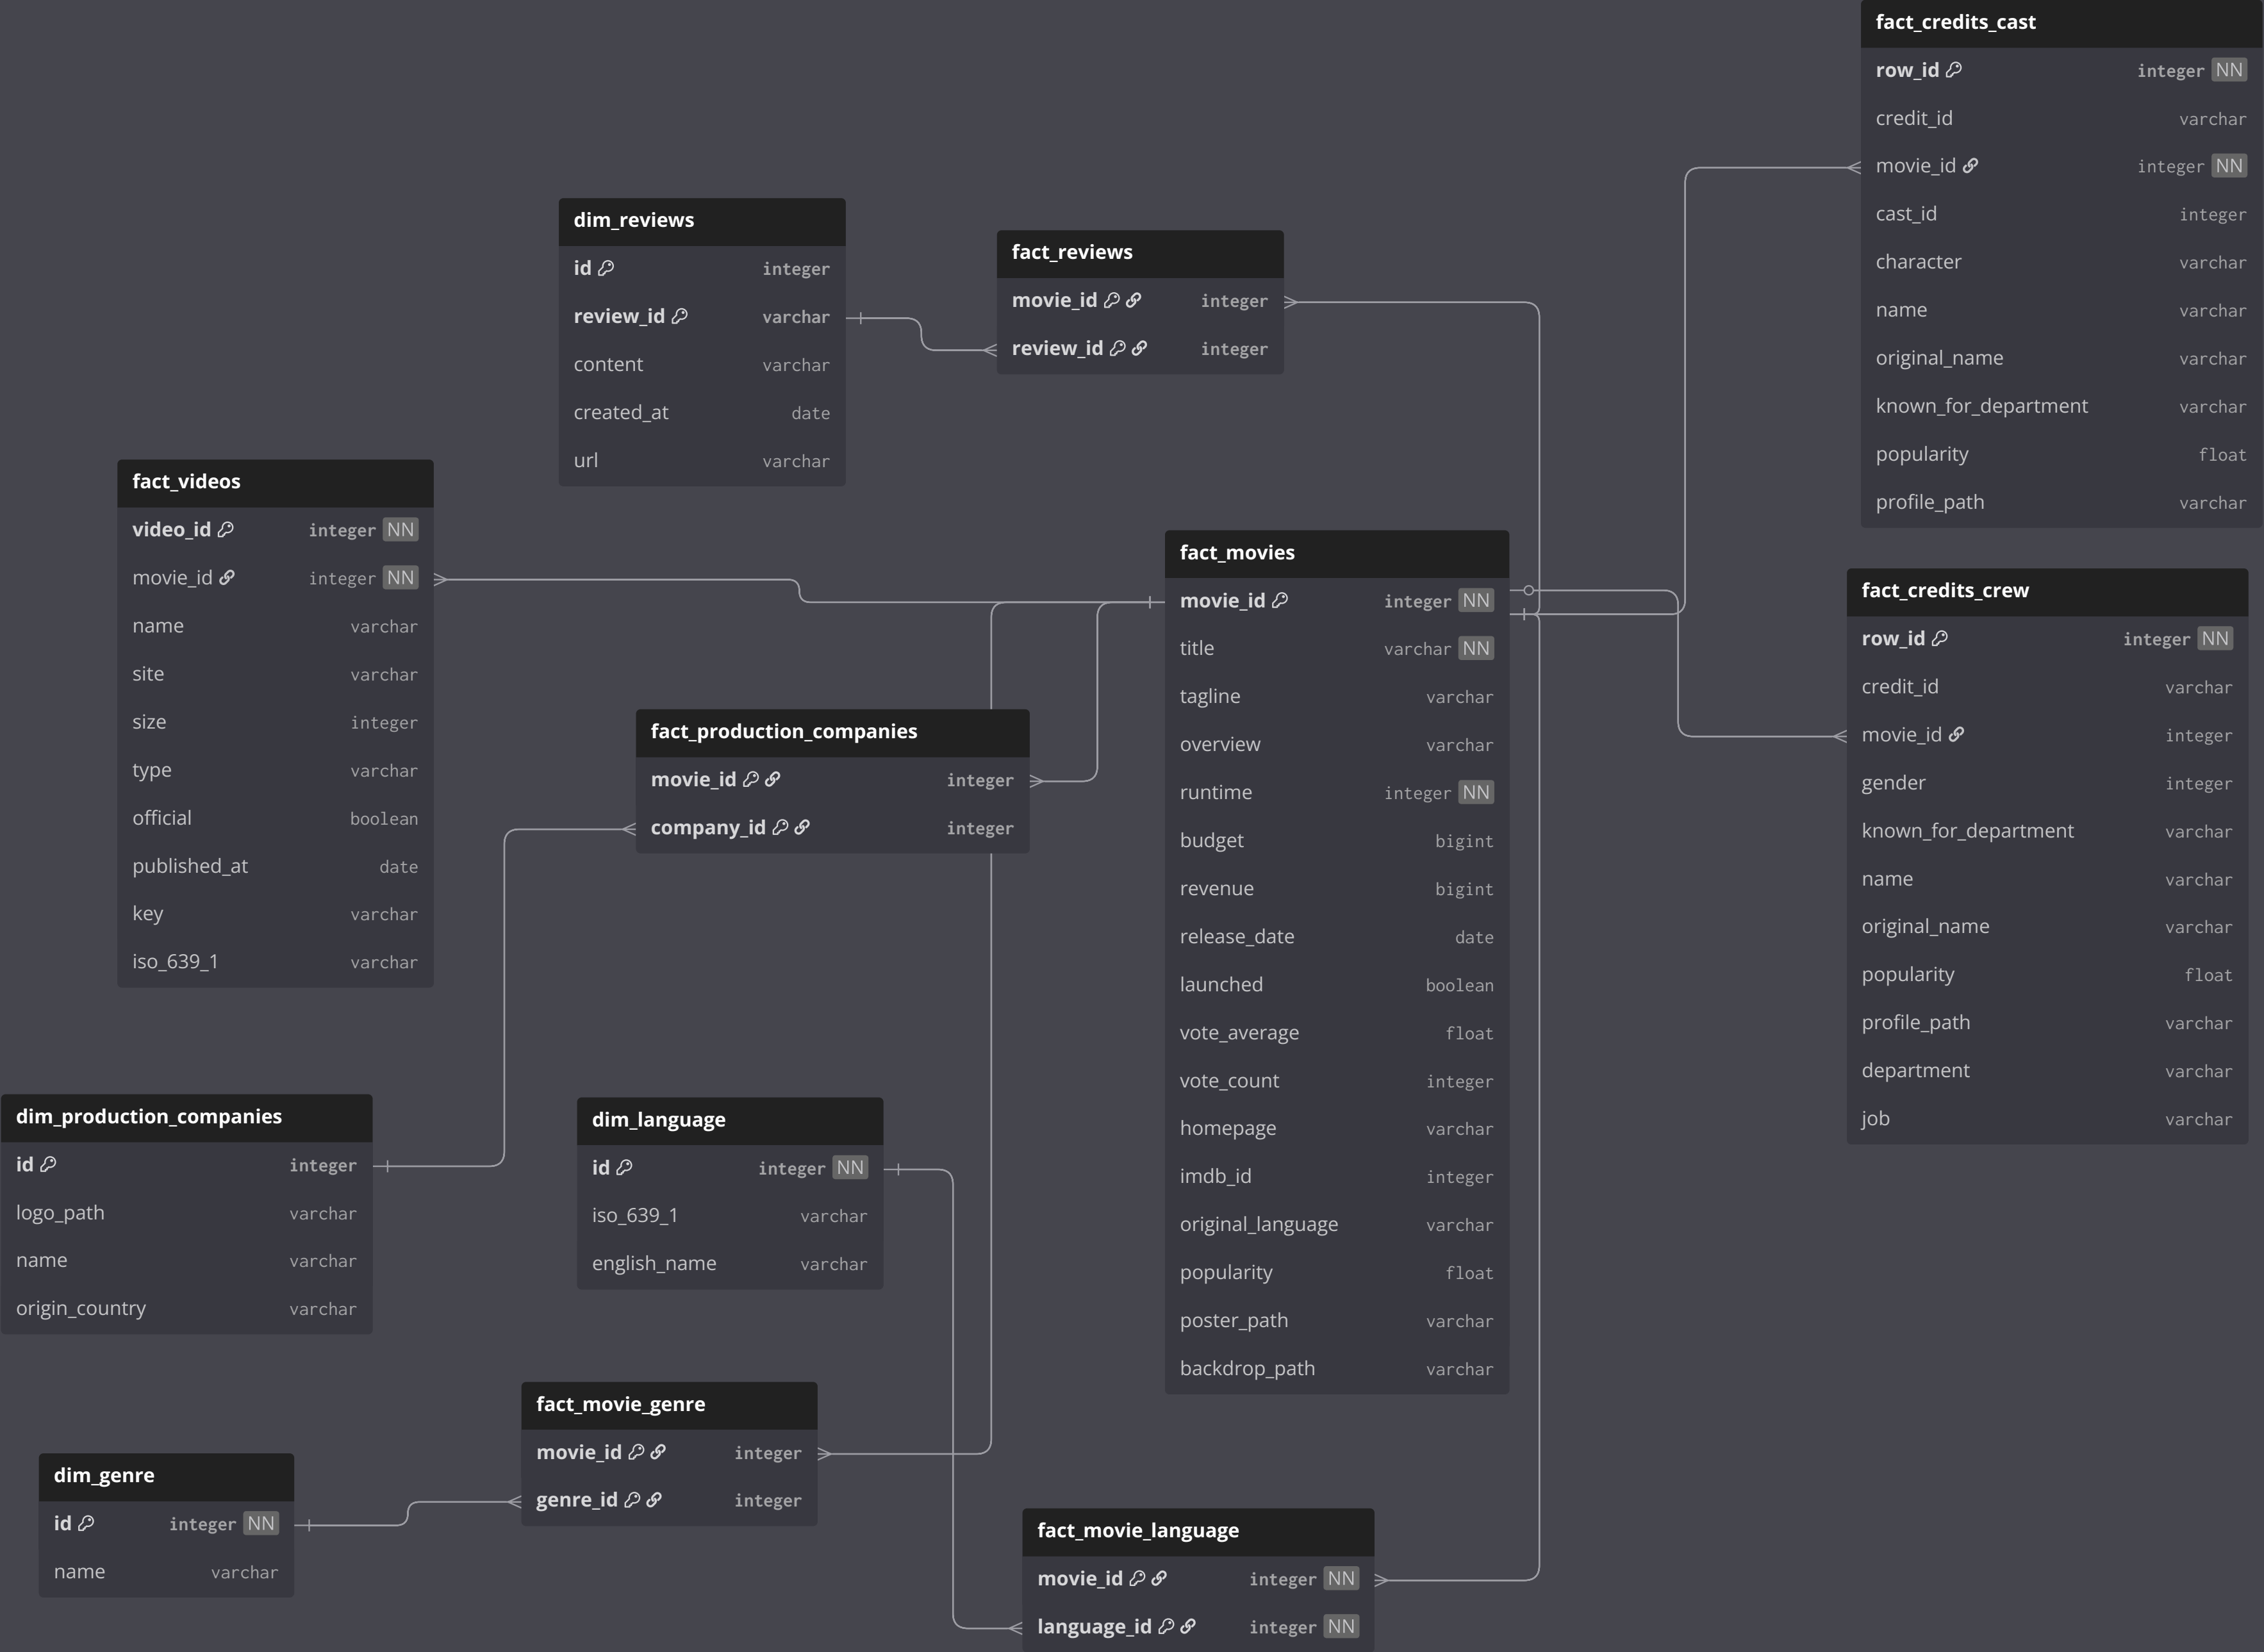 fact_credits_cast
row_id integer NN
credit_id varchar
movie_id integer NN
cast_id integer
character varchar
name varchar
original_name varchar
known_for_department varchar
popularity float
profile_path varchar
dim_reviews
id integer
review_id varchar
content varchar
created_at date
url varchar
fact_reviews
movie_id integer
review_id integer
fact_videos
video_id integer NN
movie_id integer NN
name varchar
site varchar
size integer
type varchar
official boolean
published_at date
key varchar
iso_639_1 varchar
fact_movies
movie_id integer NN
title varchar NN
tagline varchar
overview varchar
runtime integer NN
budget bigint
revenue bigint
release_date date
launched boolean
vote_average float
vote_count integer
homepage varchar
imdb_id integer
original_language varchar
popularity float
poster_path varchar
backdrop_path varchar
fact_credits_crew
row_id integer NN
credit_id varchar
movie_id integer
gender integer
known_for_department varchar
name varchar
original_name varchar
popularity float
profile_path varchar
department varchar
job varchar
fact_production_companies
movie_id integer
company_id integer
dim_production_companies
id integer
logo_path varchar
name varchar
origin_country varchar
dim_language
id integer NN
iso_639_1 varchar
english_name varchar
fact_movie_genre
movie_id integer
genre_id integer
dim_genre
id integer NN
name varchar
fact_movie_language
movie_id integer NN
language_id integer NN